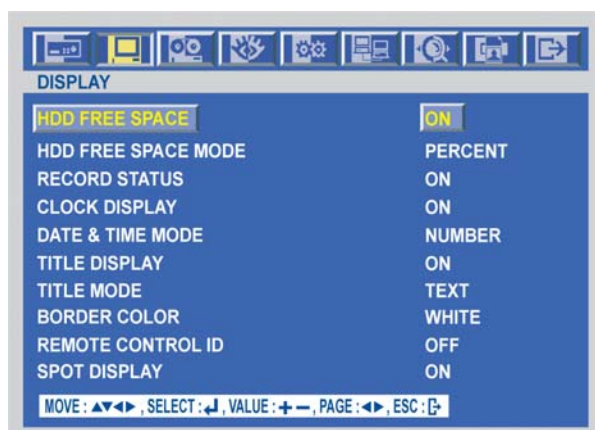 DISPLAY
HDD FREE SPACE ON
HDD FREE SPACE MODE PERCENT
RECORD STATUS ON
CLOCK DISPLAY ON
DATE & TIME MODE NUMBER
TITLE DISPLAY ON
TITLE MODE TEXT
BORDER COLOR WHITE
REMOTE CONTROL ID OFF
SPOT DISPLAY ON
MOVE : ▲▼◀▶ , SELECT : ↵ , VALUE : + − , PAGE : ◀▶ , ESC :